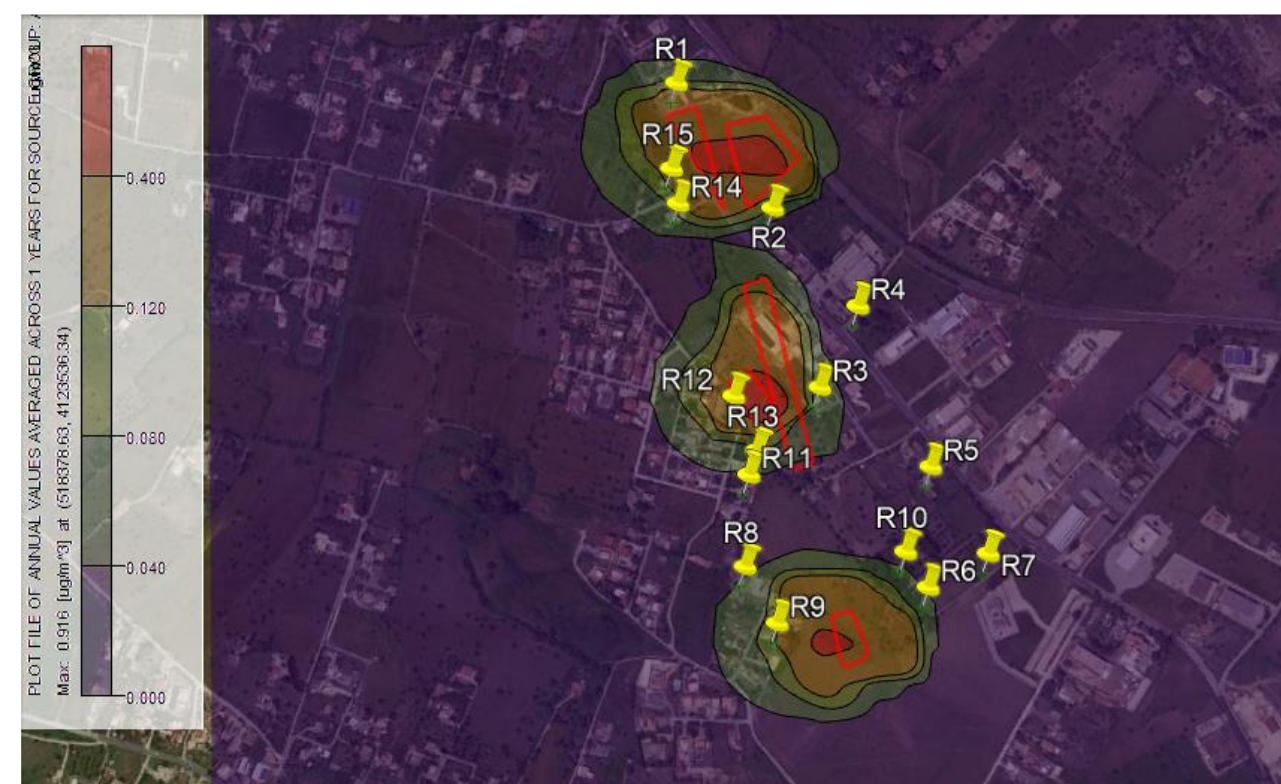 PLOT FILE OF ANNUAL VALUES AVERAGED ACROSS 1 YEARS FOR SOURCE GROUP:
Max: 0.916 [ug/m^3] at (518378.63, 4123536.34)
0.400
0.120
0.080
0.040
0.000
R1
R15
R14
R2
R4
R3
R12
R13
R11
R5
R10
R8
R7
R6
R9